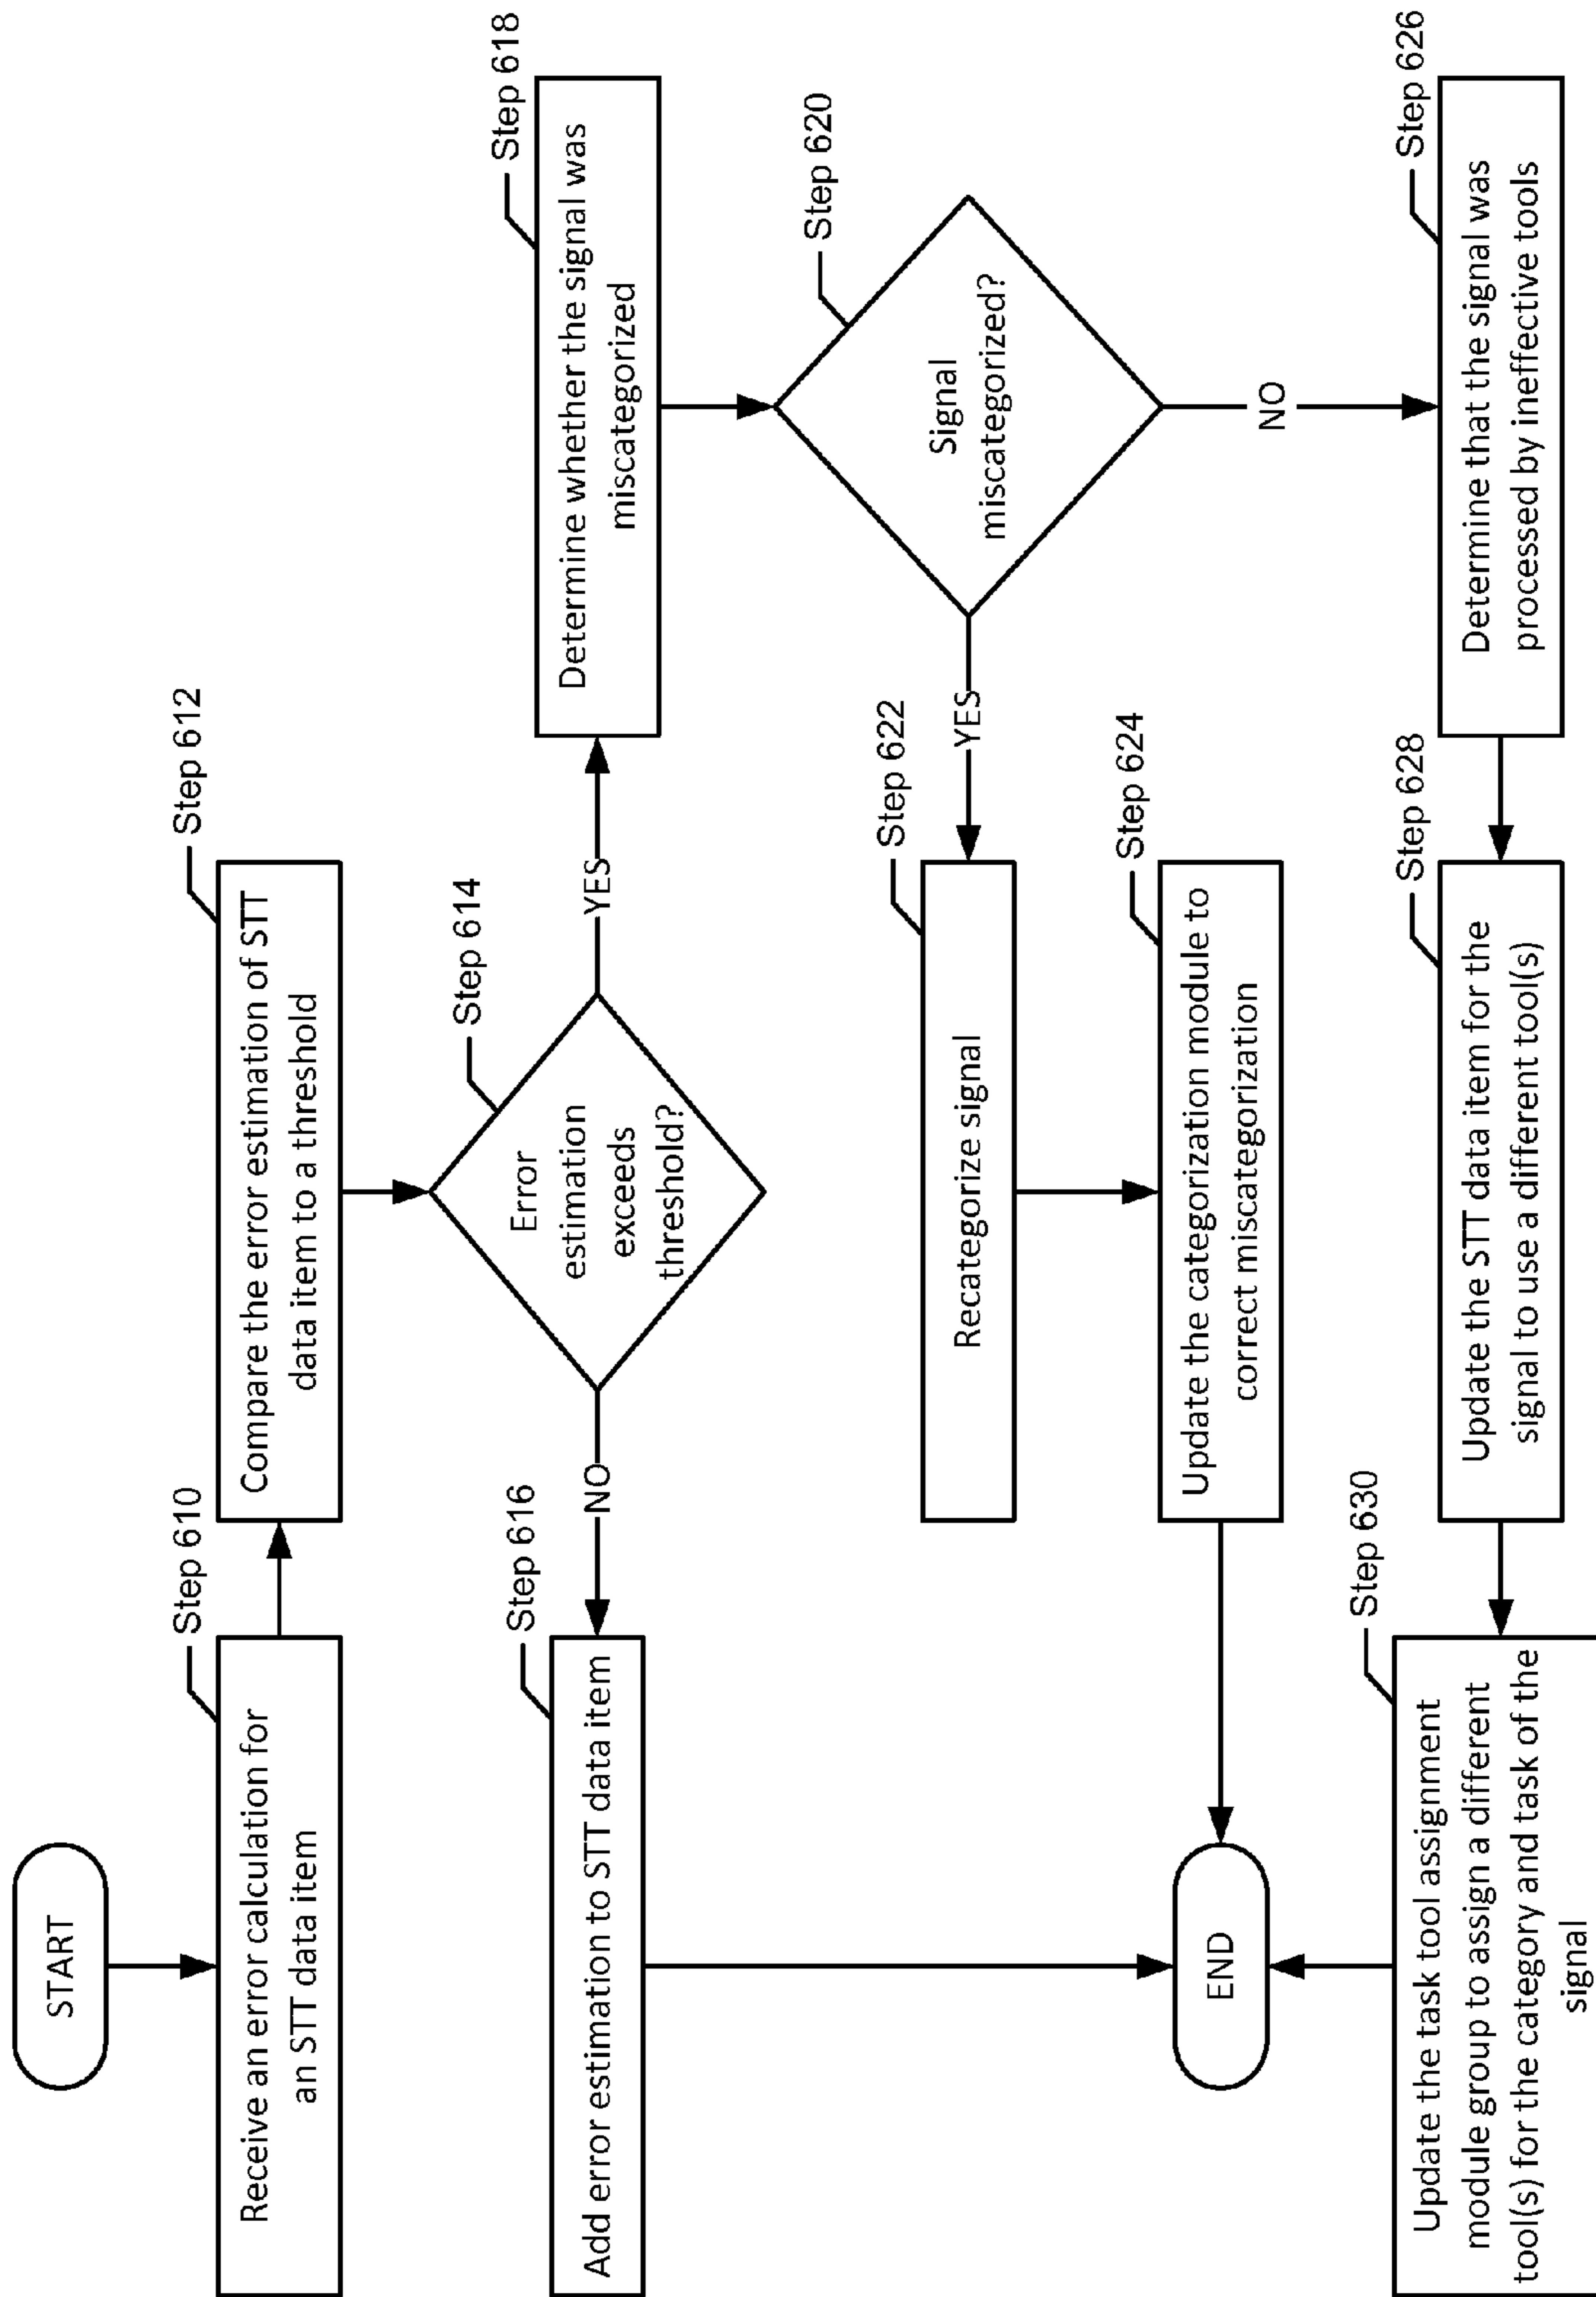 START
Step 610
Receive an error calculation for
an STT data item
Step 612
Compare the error estimation of STT
data item to a threshold
Step 614
Error
estimation
exceeds
threshold?
NO
YES
Step 616
Add error estimation to STT data item
Step 618
Determine whether the signal was
miscategorized
Step 620
Signal
miscategorized?
YES
NO
Step 622
Recategorize signal
Step 624
Update the categorization module to
correct miscategorization
END
Step 626
Determine that the signal was
processed by ineffective tools
Step 628
Update the STT data item for the
signal to use a different tool(s)
Step 630
Update the task tool assignment
module group to assign a different
tool(s) for the category and task of the
signal